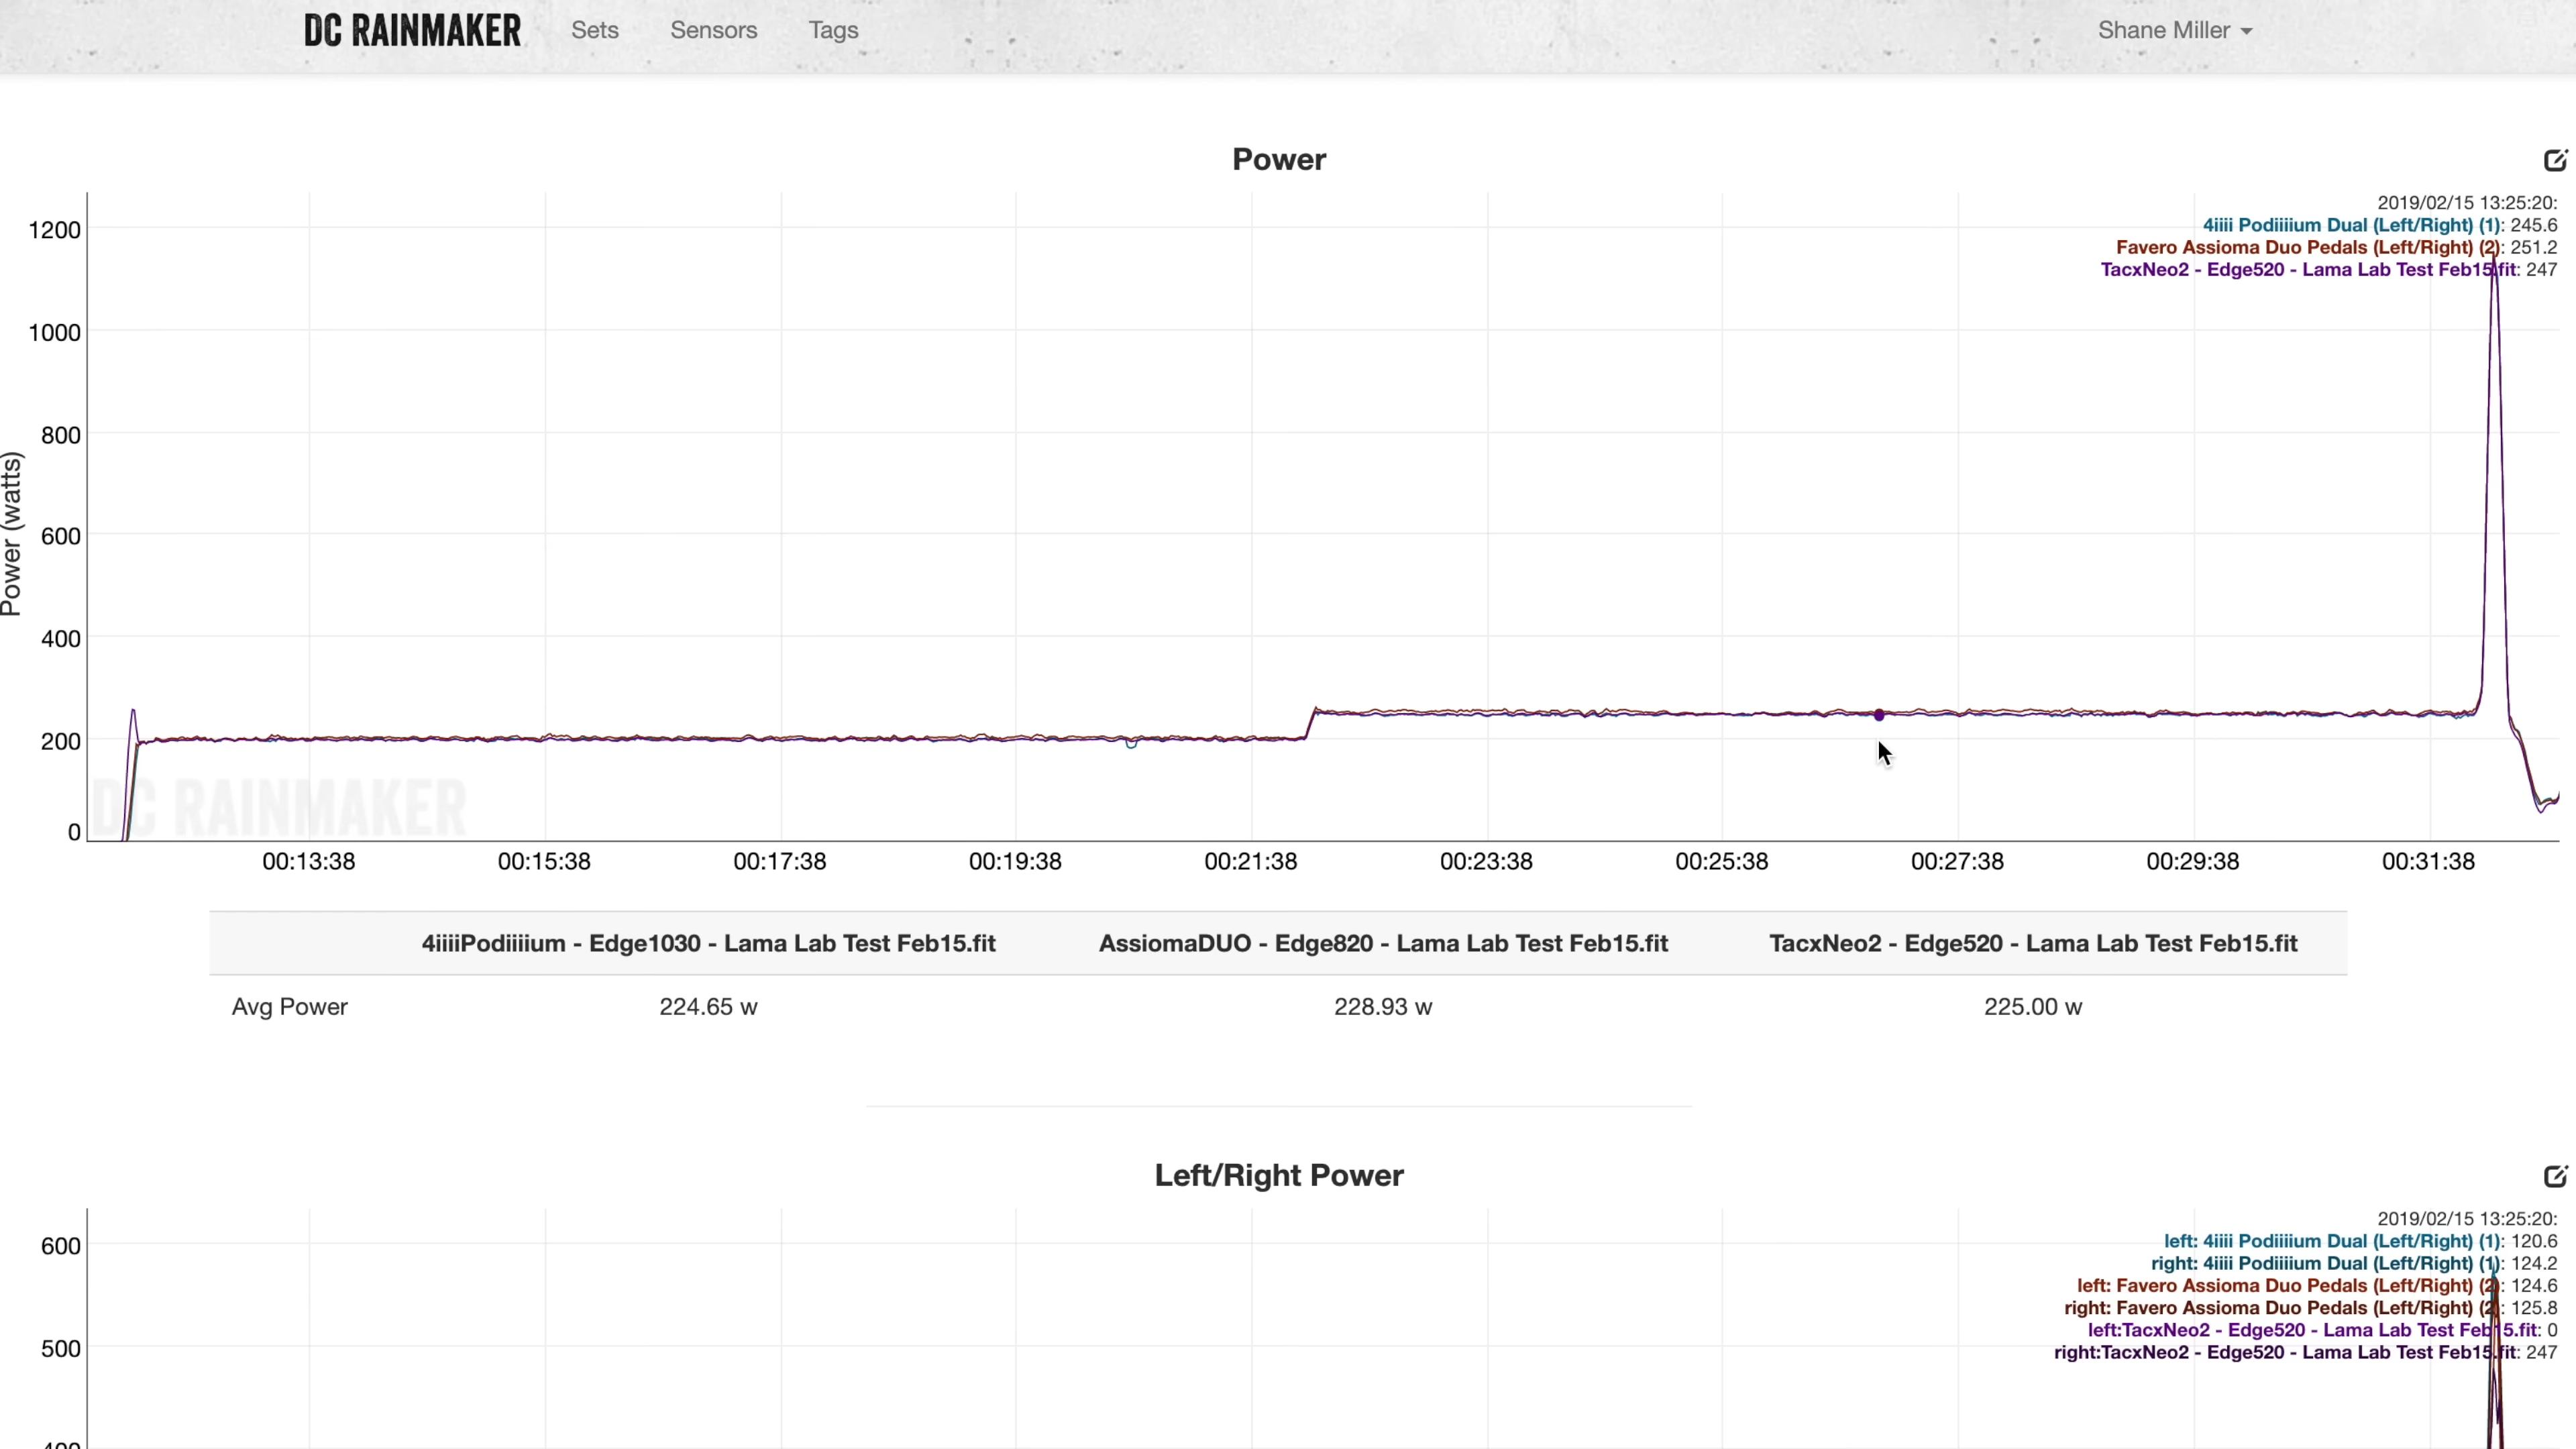 DC RAINMAKER Sets Sensors Tags Shane Miller
Power
2019/02/15 13:25:20:
4iiii Podiiiium Dual (Left/Right) (1): 245.6
Favero Assioma Duo Pedals (Left/Right) (2): 251.2
TacxNeo2 - Edge520 - Lama Lab Test Feb15.fit: 247
Power (watts)
1200
1000
800
600
400
200
0
DC RAINMAKER
00:13:38 00:15:38 00:17:38 00:19:38 00:21:38 00:23:38 00:25:38 00:27:38 00:29:38 00:31:38
4iiiiPodiiiium - Edge1030 - Lama Lab Test Feb15.fit AssiomaDUO - Edge820 - Lama Lab Test Feb15.fit TacxNeo2 - Edge520 - Lama Lab Test Feb15.fit
Avg Power 224.65 w 228.93 w 225.00 w
Left/Right Power
2019/02/15 13:25:20:
left: 4iiii Podiiiium Dual (Left/Right) (1): 120.6
right: 4iiii Podiiiium Dual (Left/Right) (1): 124.2
left: Favero Assioma Duo Pedals (Left/Right) (2): 124.6
right: Favero Assioma Duo Pedals (Left/Right) (2): 125.8
left:TacxNeo2 - Edge520 - Lama Lab Test Feb15.fit: 0
right:TacxNeo2 - Edge520 - Lama Lab Test Feb15.fit: 247
600
500
400